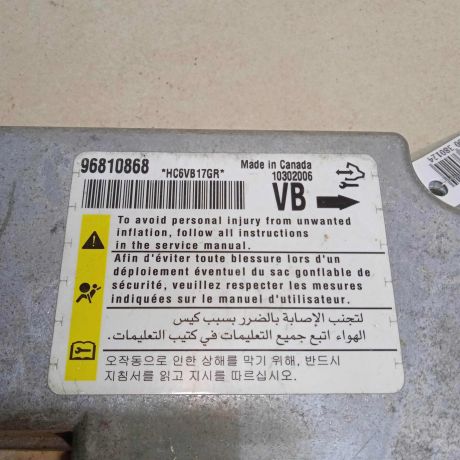 96810868
*HC6VB17GR*
Made in Canada
10302006
VB
To avoid personal injury from unwanted
inflation, follow all instructions
in the service manual.
Afin d'éviter toute blessure lors d'un
déploiement éventuel du sac gonflable de
sécurité, veuillez respecter les mesures
indiquées sur le manuel d'utilisateur.
لتجنب الإصابة بالضرر بسبب كيس
الهواء اتبع جميع التعليمات في كتيب التعليمات.
오작동으로 인한 상해를 막기 위해, 반드시
지침서를 읽고 지시를 따르십시오.